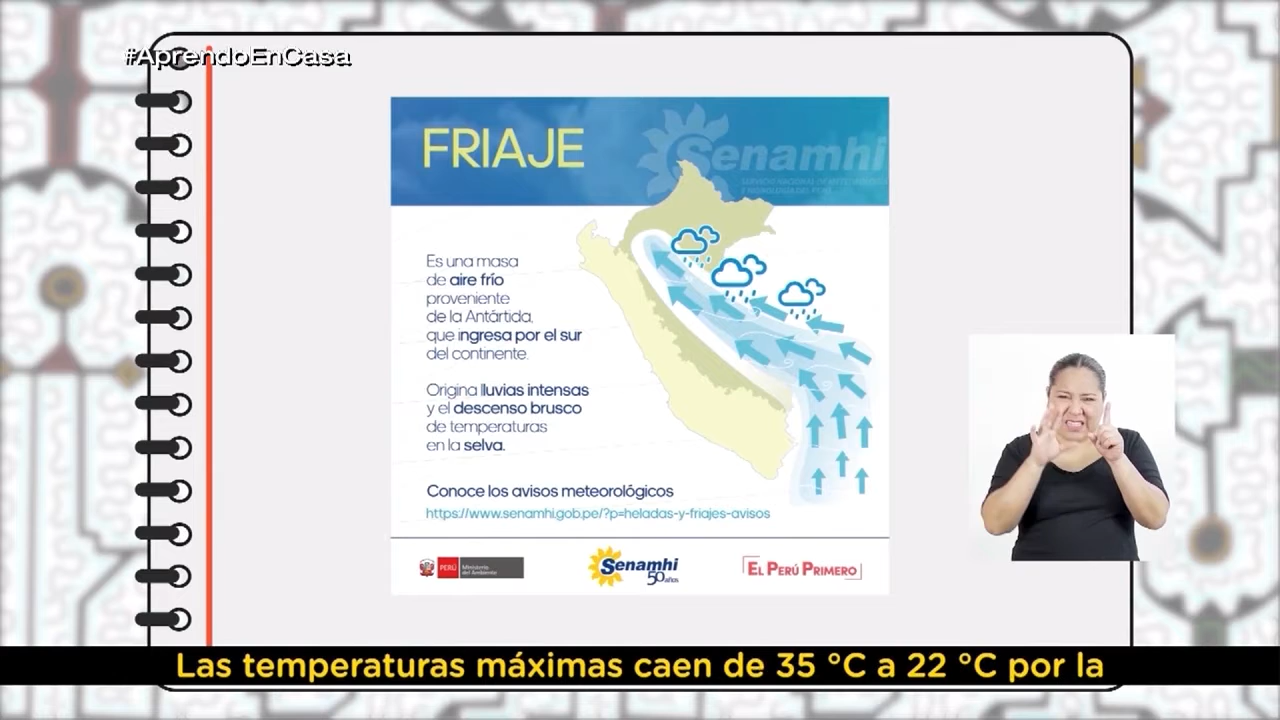 #AprendoEnCasa
FRIAJE
Senamhi
Es una masa
de aire frío
proveniente
de la Antártida,
que ingresa por el sur
del continente.
Origina lluvias intensas
y el descenso brusco
de temperaturas
en la selva.
Conoce los avisos meteorológicos
https://www.senamhi.gob.pe/?p=heladas-y-friajes-avisos
PERÚ
Ministerio
del Ambiente
Senamhi
50 años
EL PERÚ PRIMERO
Las temperaturas máximas caen de 35 °C a 22 °C por la